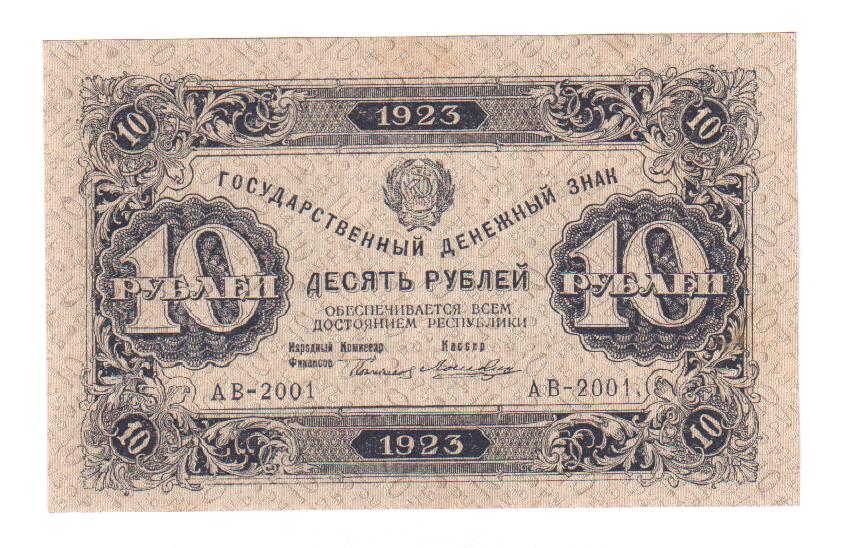 1923
10 10
ГОСУДАРСТВЕННЫЙ ДЕНЕЖНЫЙ ЗНАК
10 РУБЛЕЙ
ДЕСЯТЬ РУБЛЕЙ
10 РУБЛЕЙ
ОБЕСПЕЧИВАЕТСЯ ВСЕМ
ДОСТОЯНИЕМ РЕСПУБЛИКИ
Народный Комиссар
Финансов
Кассир
АВ-2001 АВ-2001
10 10
1923